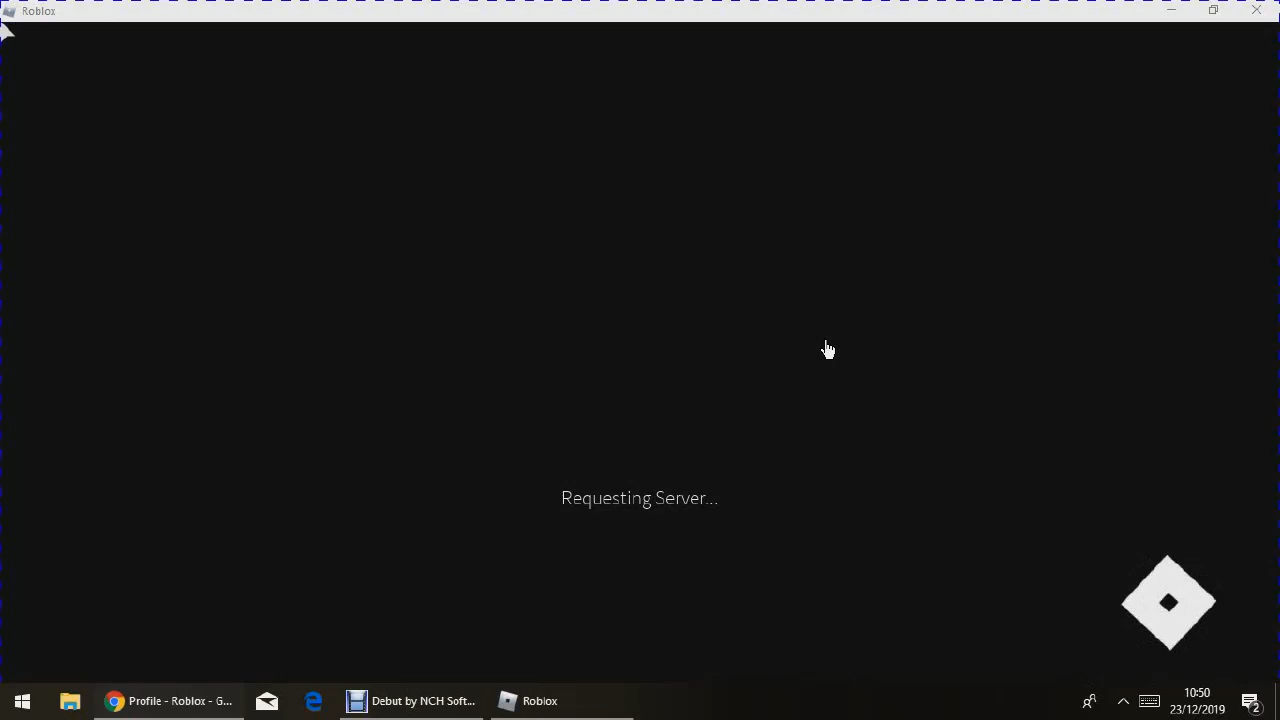 Roblox
Requesting Server...
Profile - Roblox - G...
Debut by NCH Soft...
Roblox
10:50
23/12/2019
2